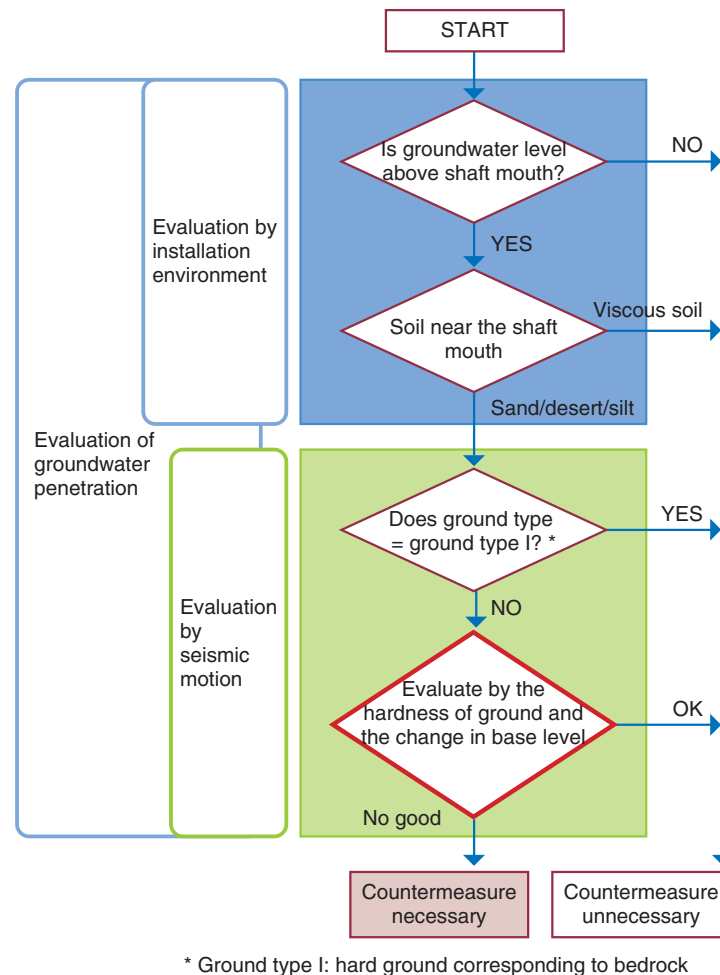 START
Is groundwater level
above shaft mouth?
NO
YES
Evaluation by
installation
environment
Soil near the shaft
mouth
Viscous soil
Sand/desert/silt
Evaluation of
groundwater
penetration
Does ground type
= ground type I? *
YES
NO
Evaluation
by
seismic
motion
Evaluate by the
hardness of ground and
the change in base level
OK
No good
Countermeasure
necessary
Countermeasure
unnecessary
* Ground type I: hard ground corresponding to bedrock